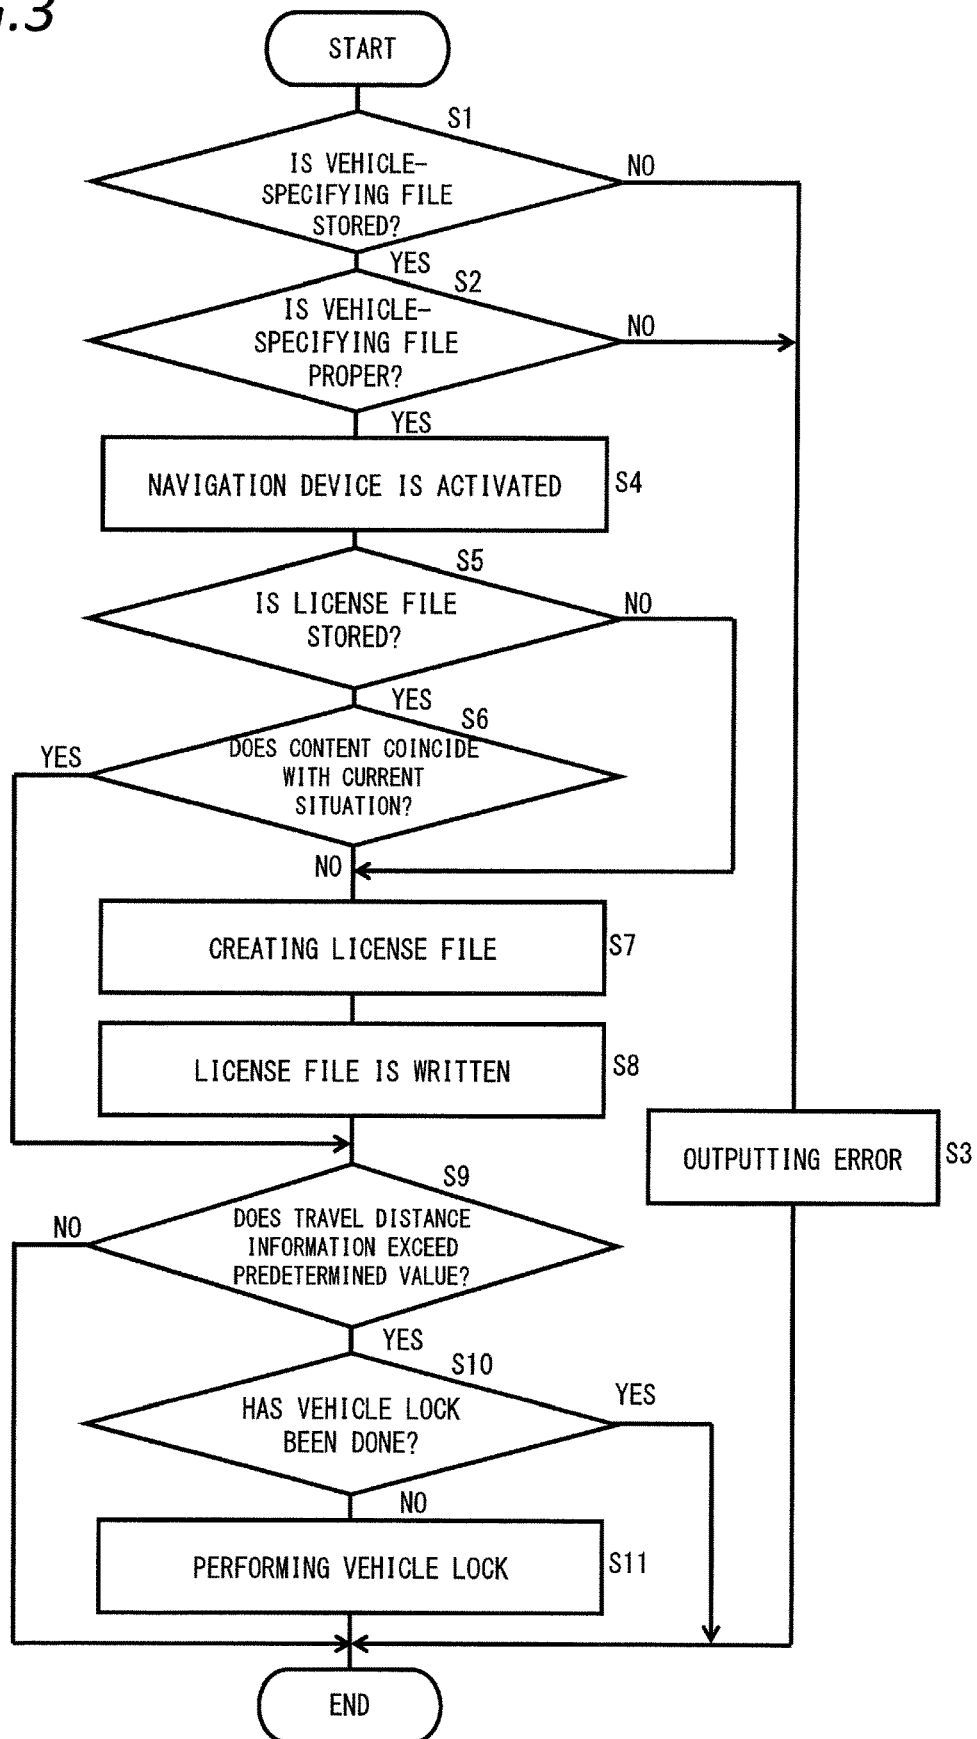 .3
START
S1
IS VEHICLE-
SPECIFYING FILE
STORED?
NO
YES
S2
IS VEHICLE-
SPECIFYING FILE
PROPER?
NO
YES
NAVIGATION DEVICE IS ACTIVATED
S4
S5
IS LICENSE FILE
STORED?
NO
YES
S6
DOES CONTENT COINCIDE
WITH CURRENT
SITUATION?
YES
NO
CREATING LICENSE FILE
S7
LICENSE FILE IS WRITTEN
S8
OUTPUTTING ERROR
S3
S9
DOES TRAVEL DISTANCE
INFORMATION EXCEED
PREDETERMINED VALUE?
NO
YES
S10
HAS VEHICLE LOCK
BEEN DONE?
YES
NO
PERFORMING VEHICLE LOCK
S11
END